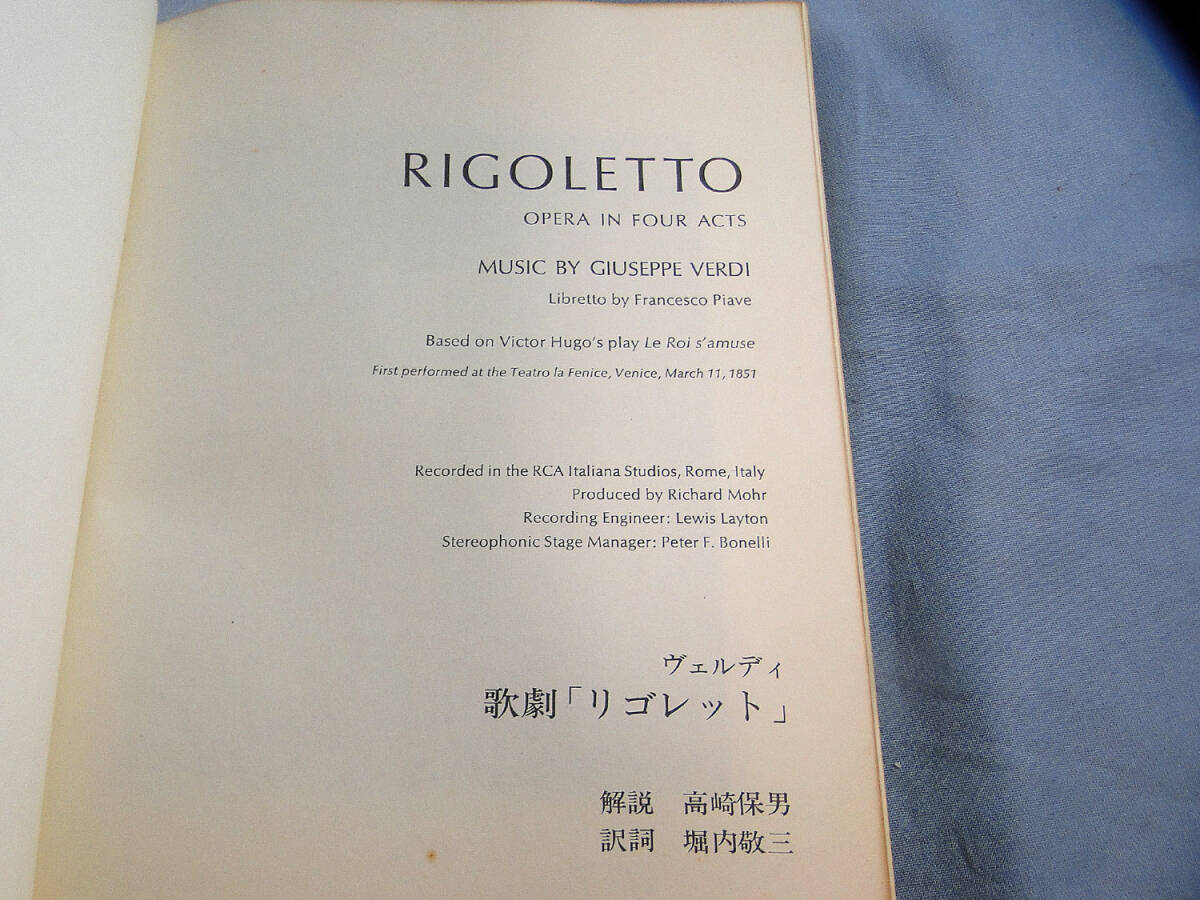 RIGOLETTO
OPERA IN FOUR ACTS
MUSIC BY GIUSEPPE VERDI
Libretto by Francesco Piave
Based on Victor Hugo's play Le Roi s'amuse
First performed at the Teatro la Fenice, Venice, March 11, 1851
Recorded in the RCA Italiana Studios, Rome, Italy
Produced by Richard Mohr
Recording Engineer: Lewis Layton
Stereophonic Stage Manager: Peter F. Bonelli
ヴェルディ
歌劇「リゴレット」
解説 高崎保男
訳詞 堀内敬三